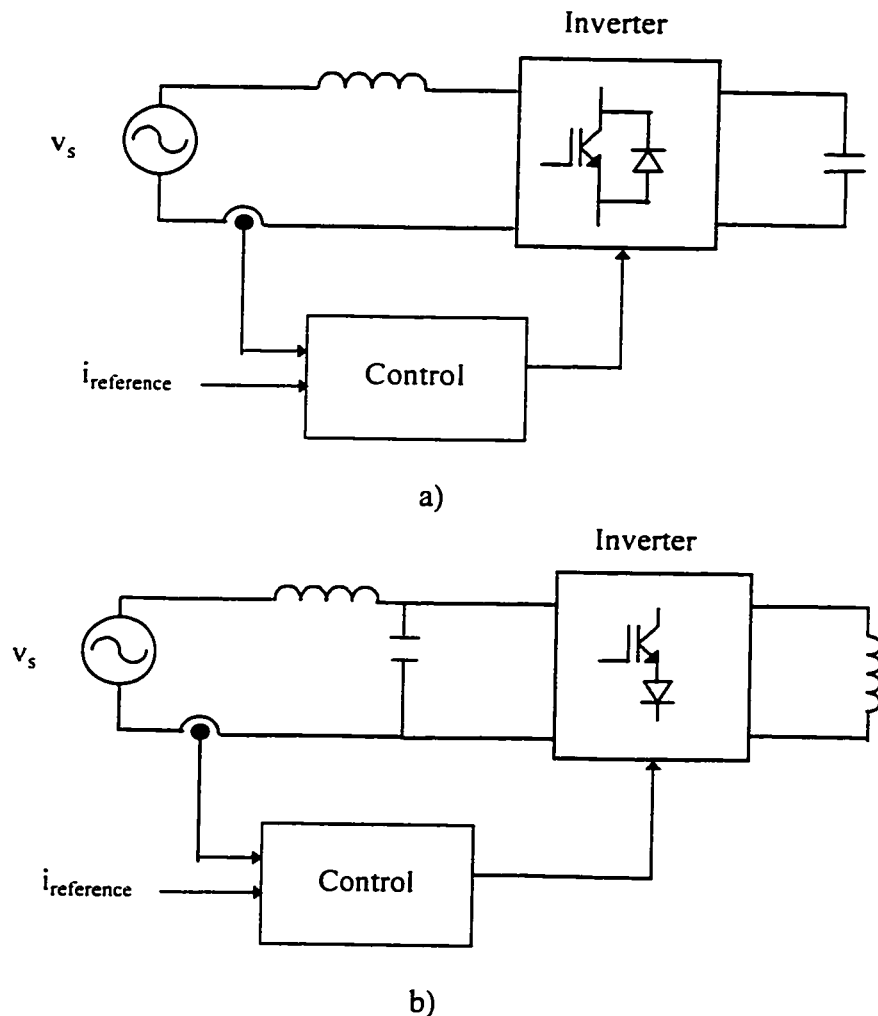 Inverter
v_s
i_reference
Control
a)
Inverter
v_s
i_reference
Control
b)